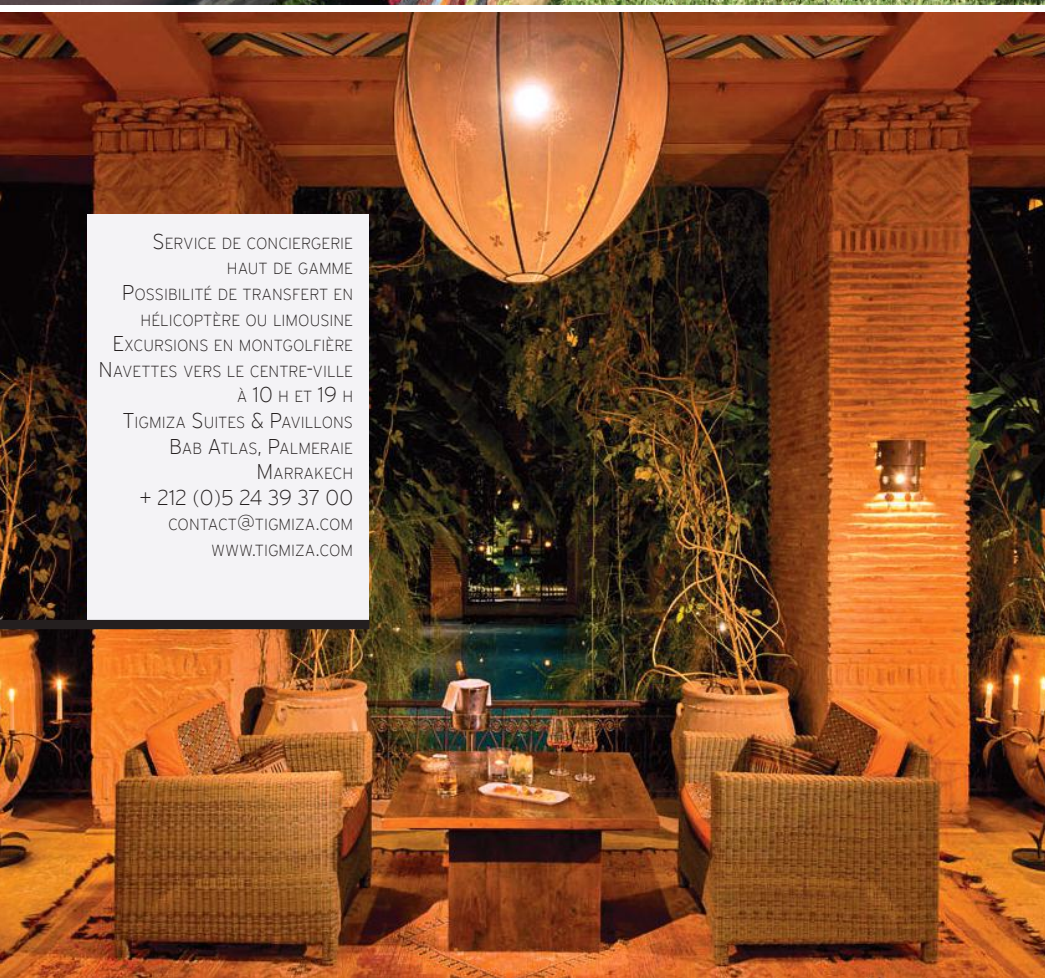 Service de conciergerie
haut de gamme
Possibilité de transfert en
hélicoptère ou limousine
Excursions en montgolfière
Navettes vers le centre-ville
à 10 h et 19 h
Tigmiza Suites & Pavillons
Bab Atlas, Palmeraie
Marrakech
+ 212 (0)5 24 39 37 00
contact@tigmiza.com
www.tigmiza.com